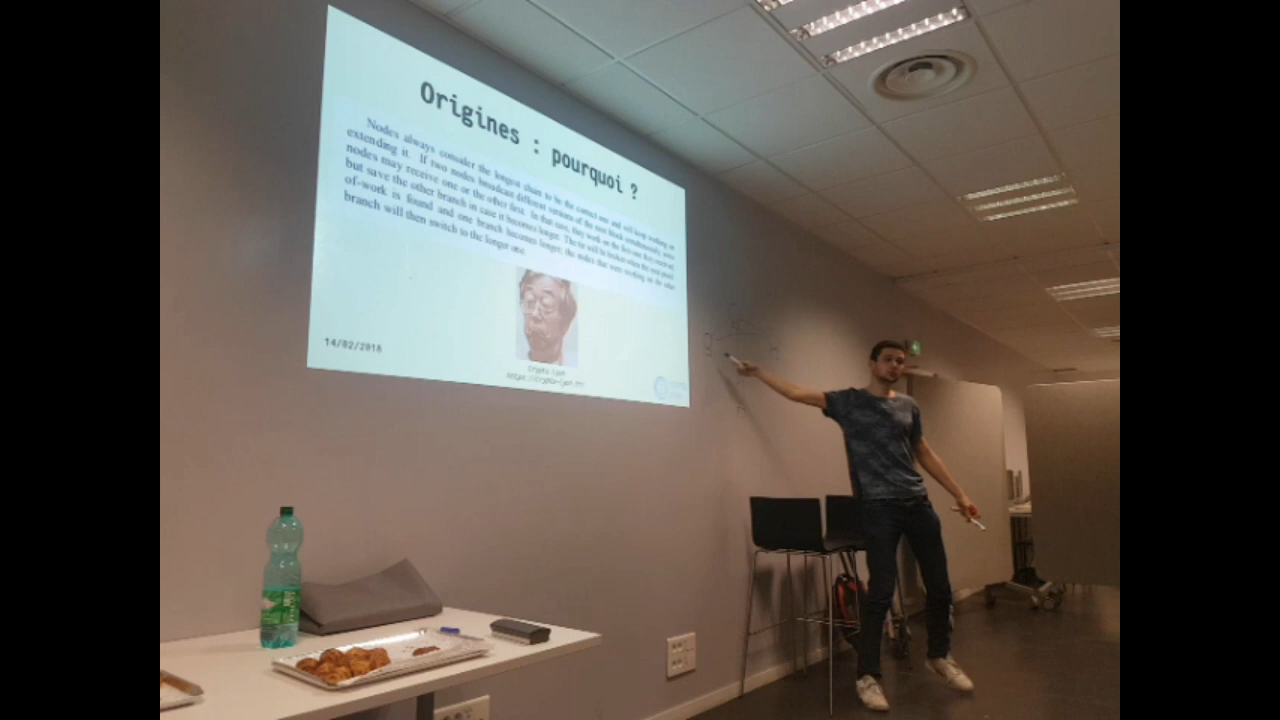 Origines : pourquoi ?
Nodes always consider the longest chain to be the correct one and will keep working on
extending it. If two nodes broadcast different versions of the next block simultaneously, some
nodes may receive one or the other first. In that case, they work on the first one they received,
but save the other branch in case it becomes longer. The tie will be broken when the next proof-
of-work is found and one branch becomes longer; the nodes that were working on the other
branch will then switch to the longer one.
14/02/2018